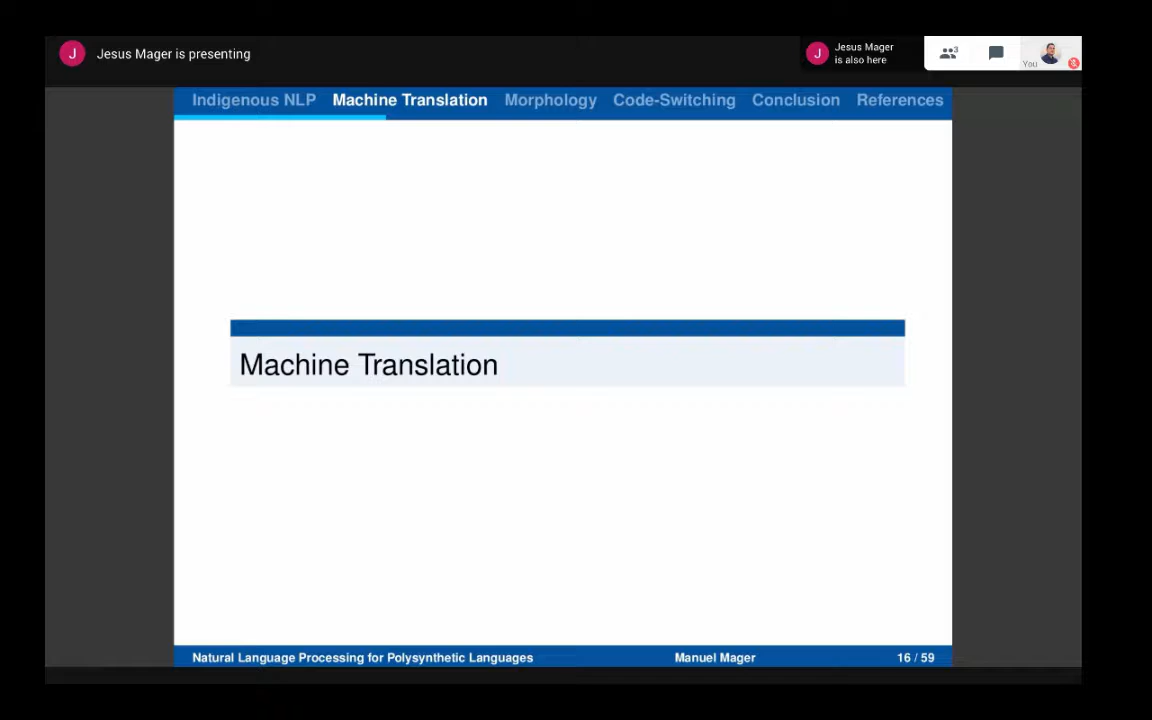 J Jesus Mager is presenting
J Jesus Mager
is also here
3
You
Indigenous NLP Machine Translation Morphology Code-Switching Conclusion References
Machine Translation
Natural Language Processing for Polysynthetic Languages Manuel Mager 16 / 59